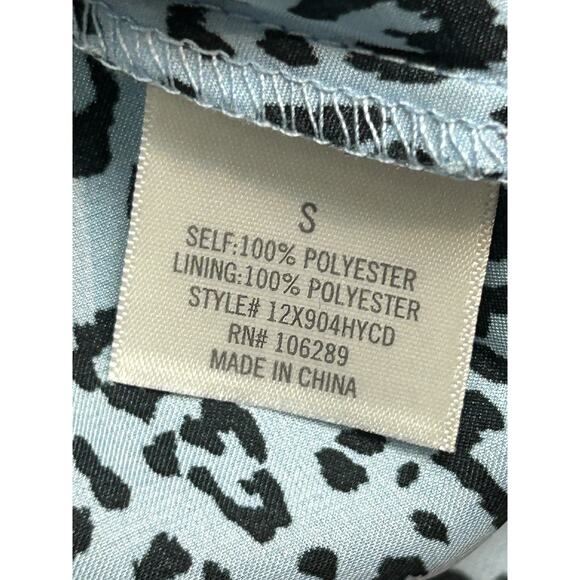 S
SELF:100% POLYESTER
LINING:100% POLYESTER
STYLE# 12X904HYCD
RN# 106289
MADE IN CHINA